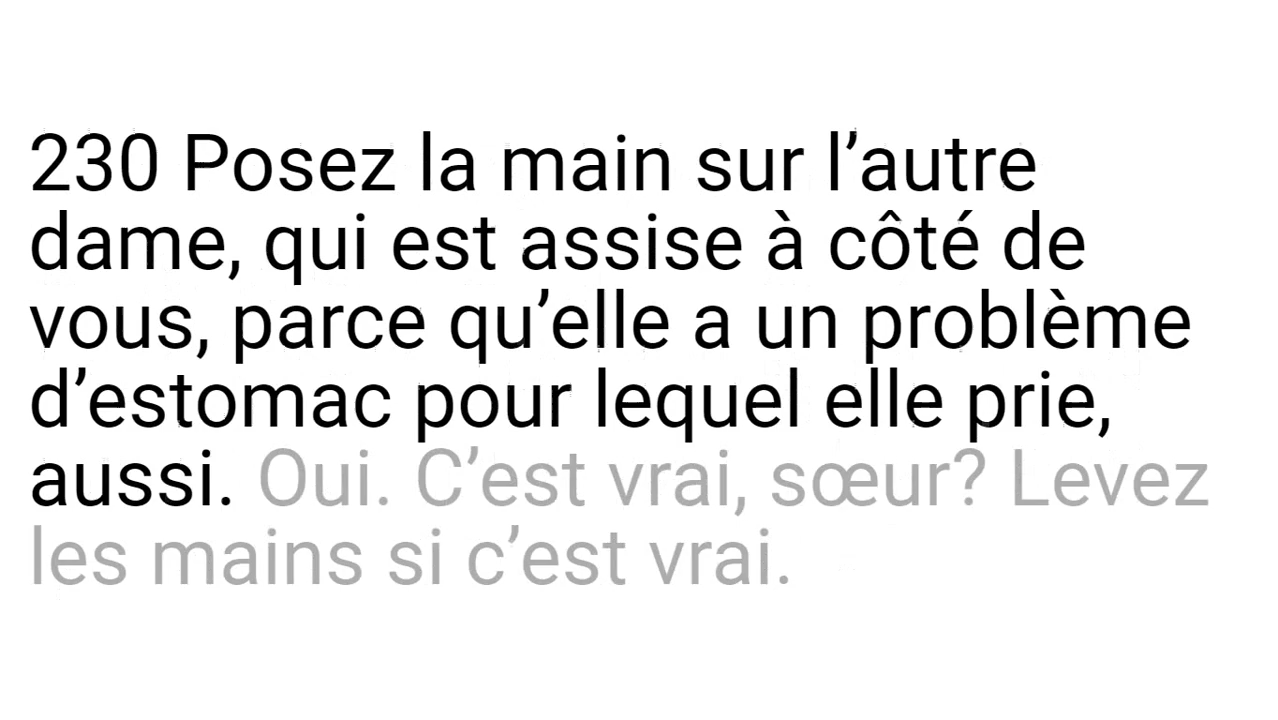 230 Posez la main sur l’autre
dame, qui est assise à côté de
vous, parce qu’elle a un problème
d’estomac pour lequel elle prie,
aussi. Oui. C’est vrai, sœur? Levez
les mains si c’est vrai.